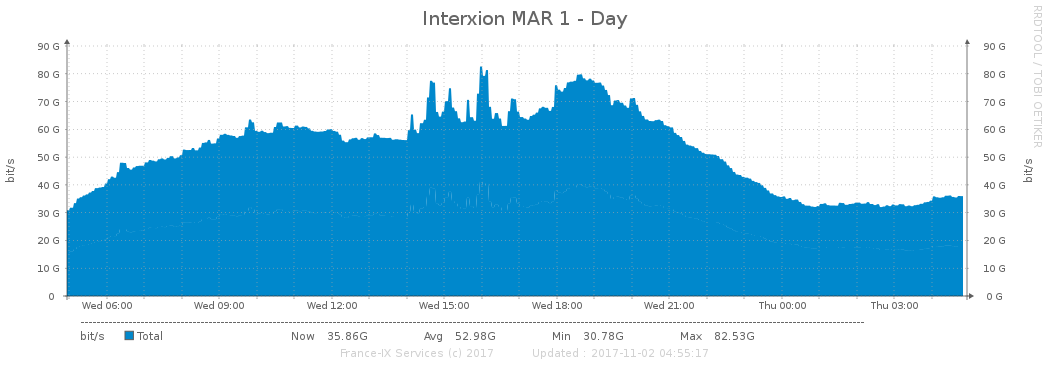 Interxion MAR 1 - Day
RRDTOOL / TOBI OETIKER
bit/s
90 G 90 G
80 G 80 G
70 G 70 G
60 G 60 G
50 G 50 G
40 G 40 G
30 G 30 G
20 G 20 G
10 G 10 G
0 0 G
bit/s
Wed 06:00 Wed 09:00 Wed 12:00 Wed 15:00 Wed 18:00 Wed 21:00 Thu 00:00 Thu 03:00
bit/s Total Now 35.86G Avg 52.98G Min 30.78G Max 82.53G
France-IX Services (c) 2017 Updated : 2017-11-02 04:55:17